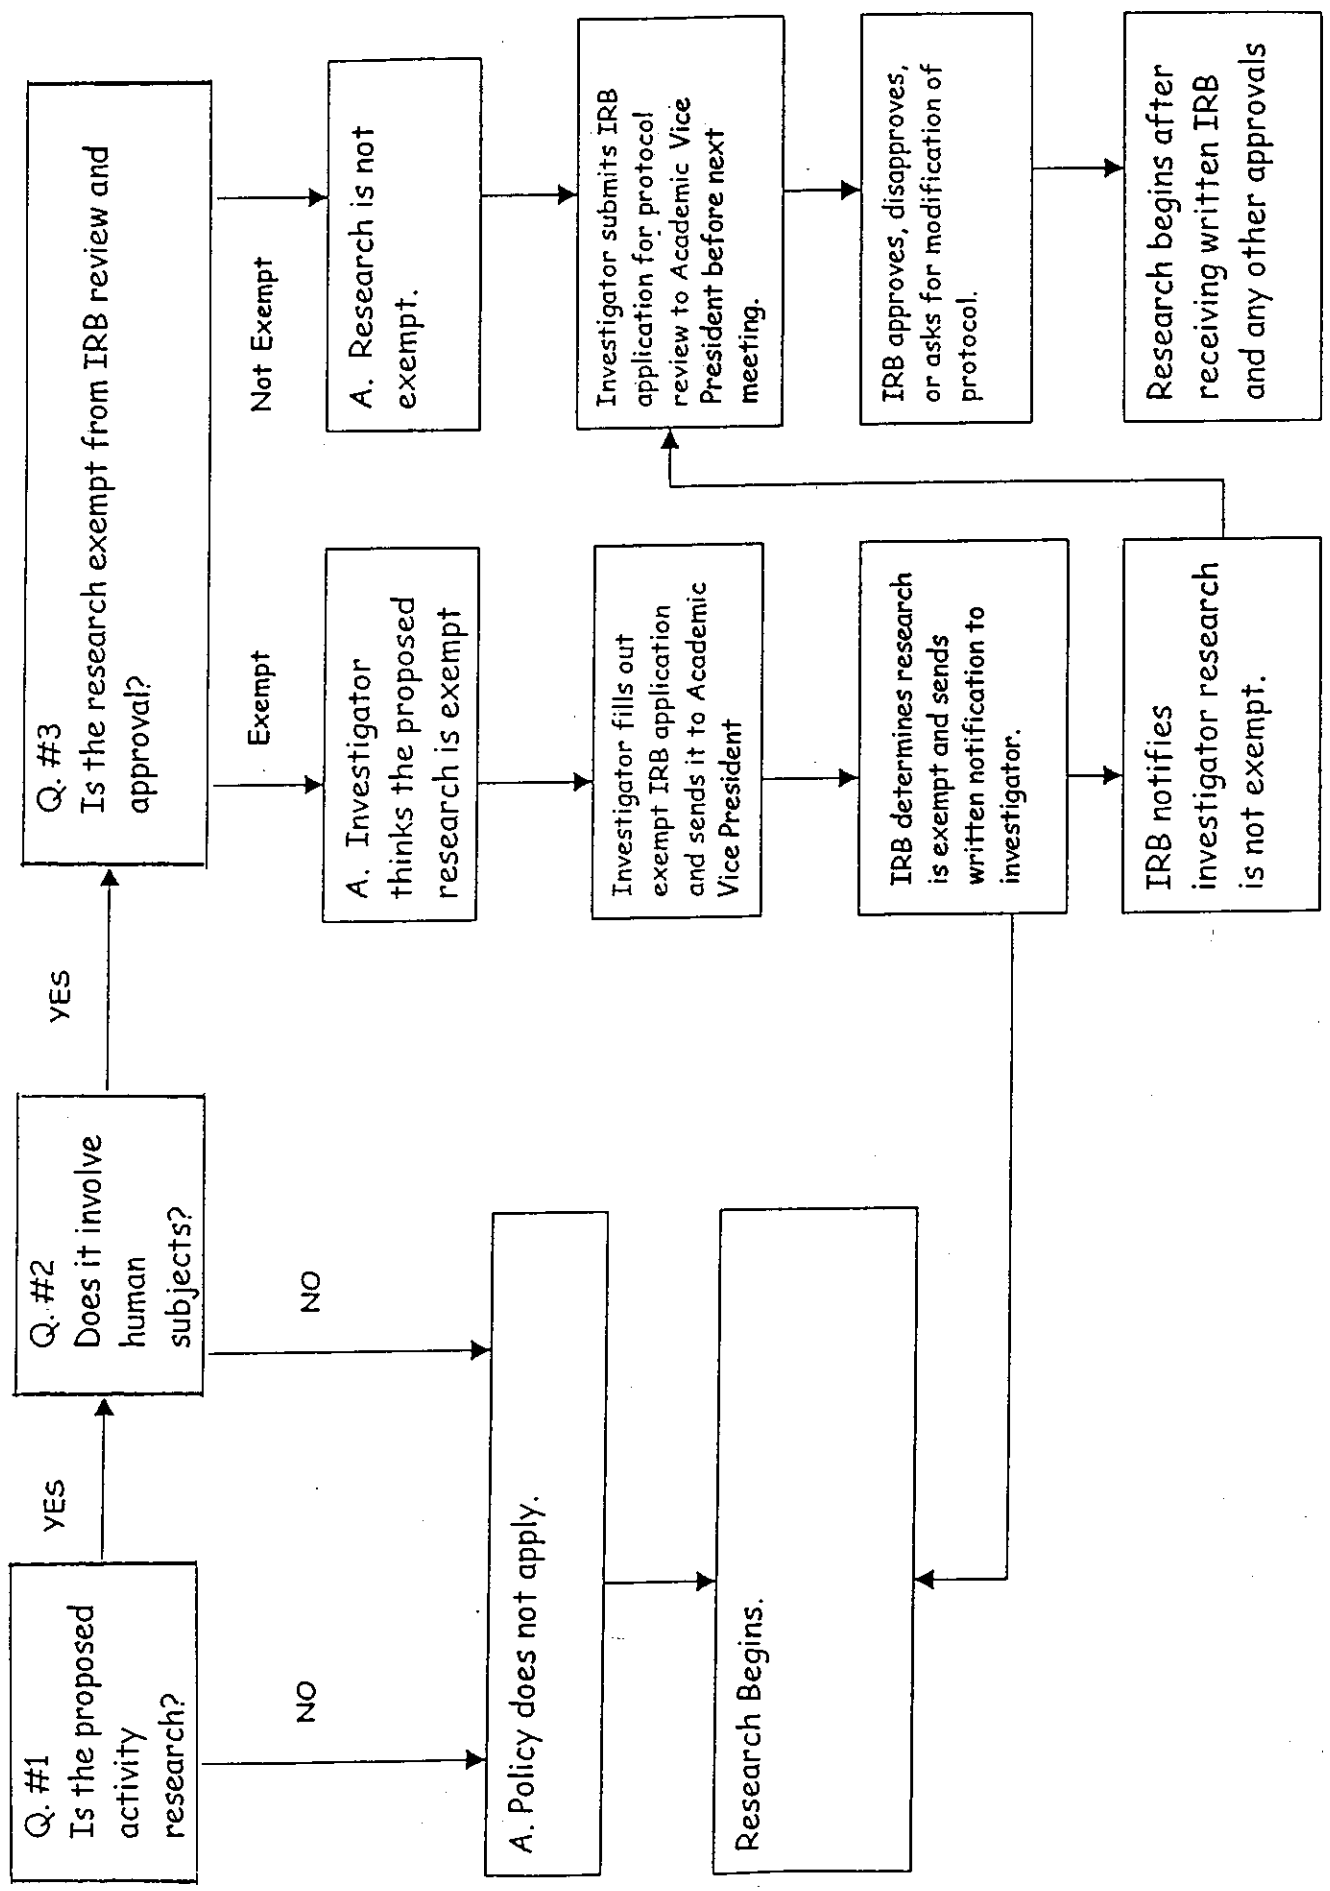 Q. #1
Is the proposed
activity
research?
YES
Q. #2
Does it involve
human
subjects?
YES
Q. #3
Is the research exempt from IRB review and
approval?
NO
NO
Exempt
Not Exempt
A. Policy does not apply.
Research Begins.
A. Investigator
thinks the proposed
research is exempt
Investigator fills out
exempt IRB application
and sends it to Academic
Vice President
IRB determines research
is exempt and sends
written notification to
investigator.
IRB notifies
investigator research
is not exempt.
A. Research is not
exempt.
Investigator submits IRB
application for protocol
review to Academic Vice
President before next
meeting.
IRB approves, disapproves,
or asks for modification of
protocol.
Research begins after
receiving written IRB
and any other approvals